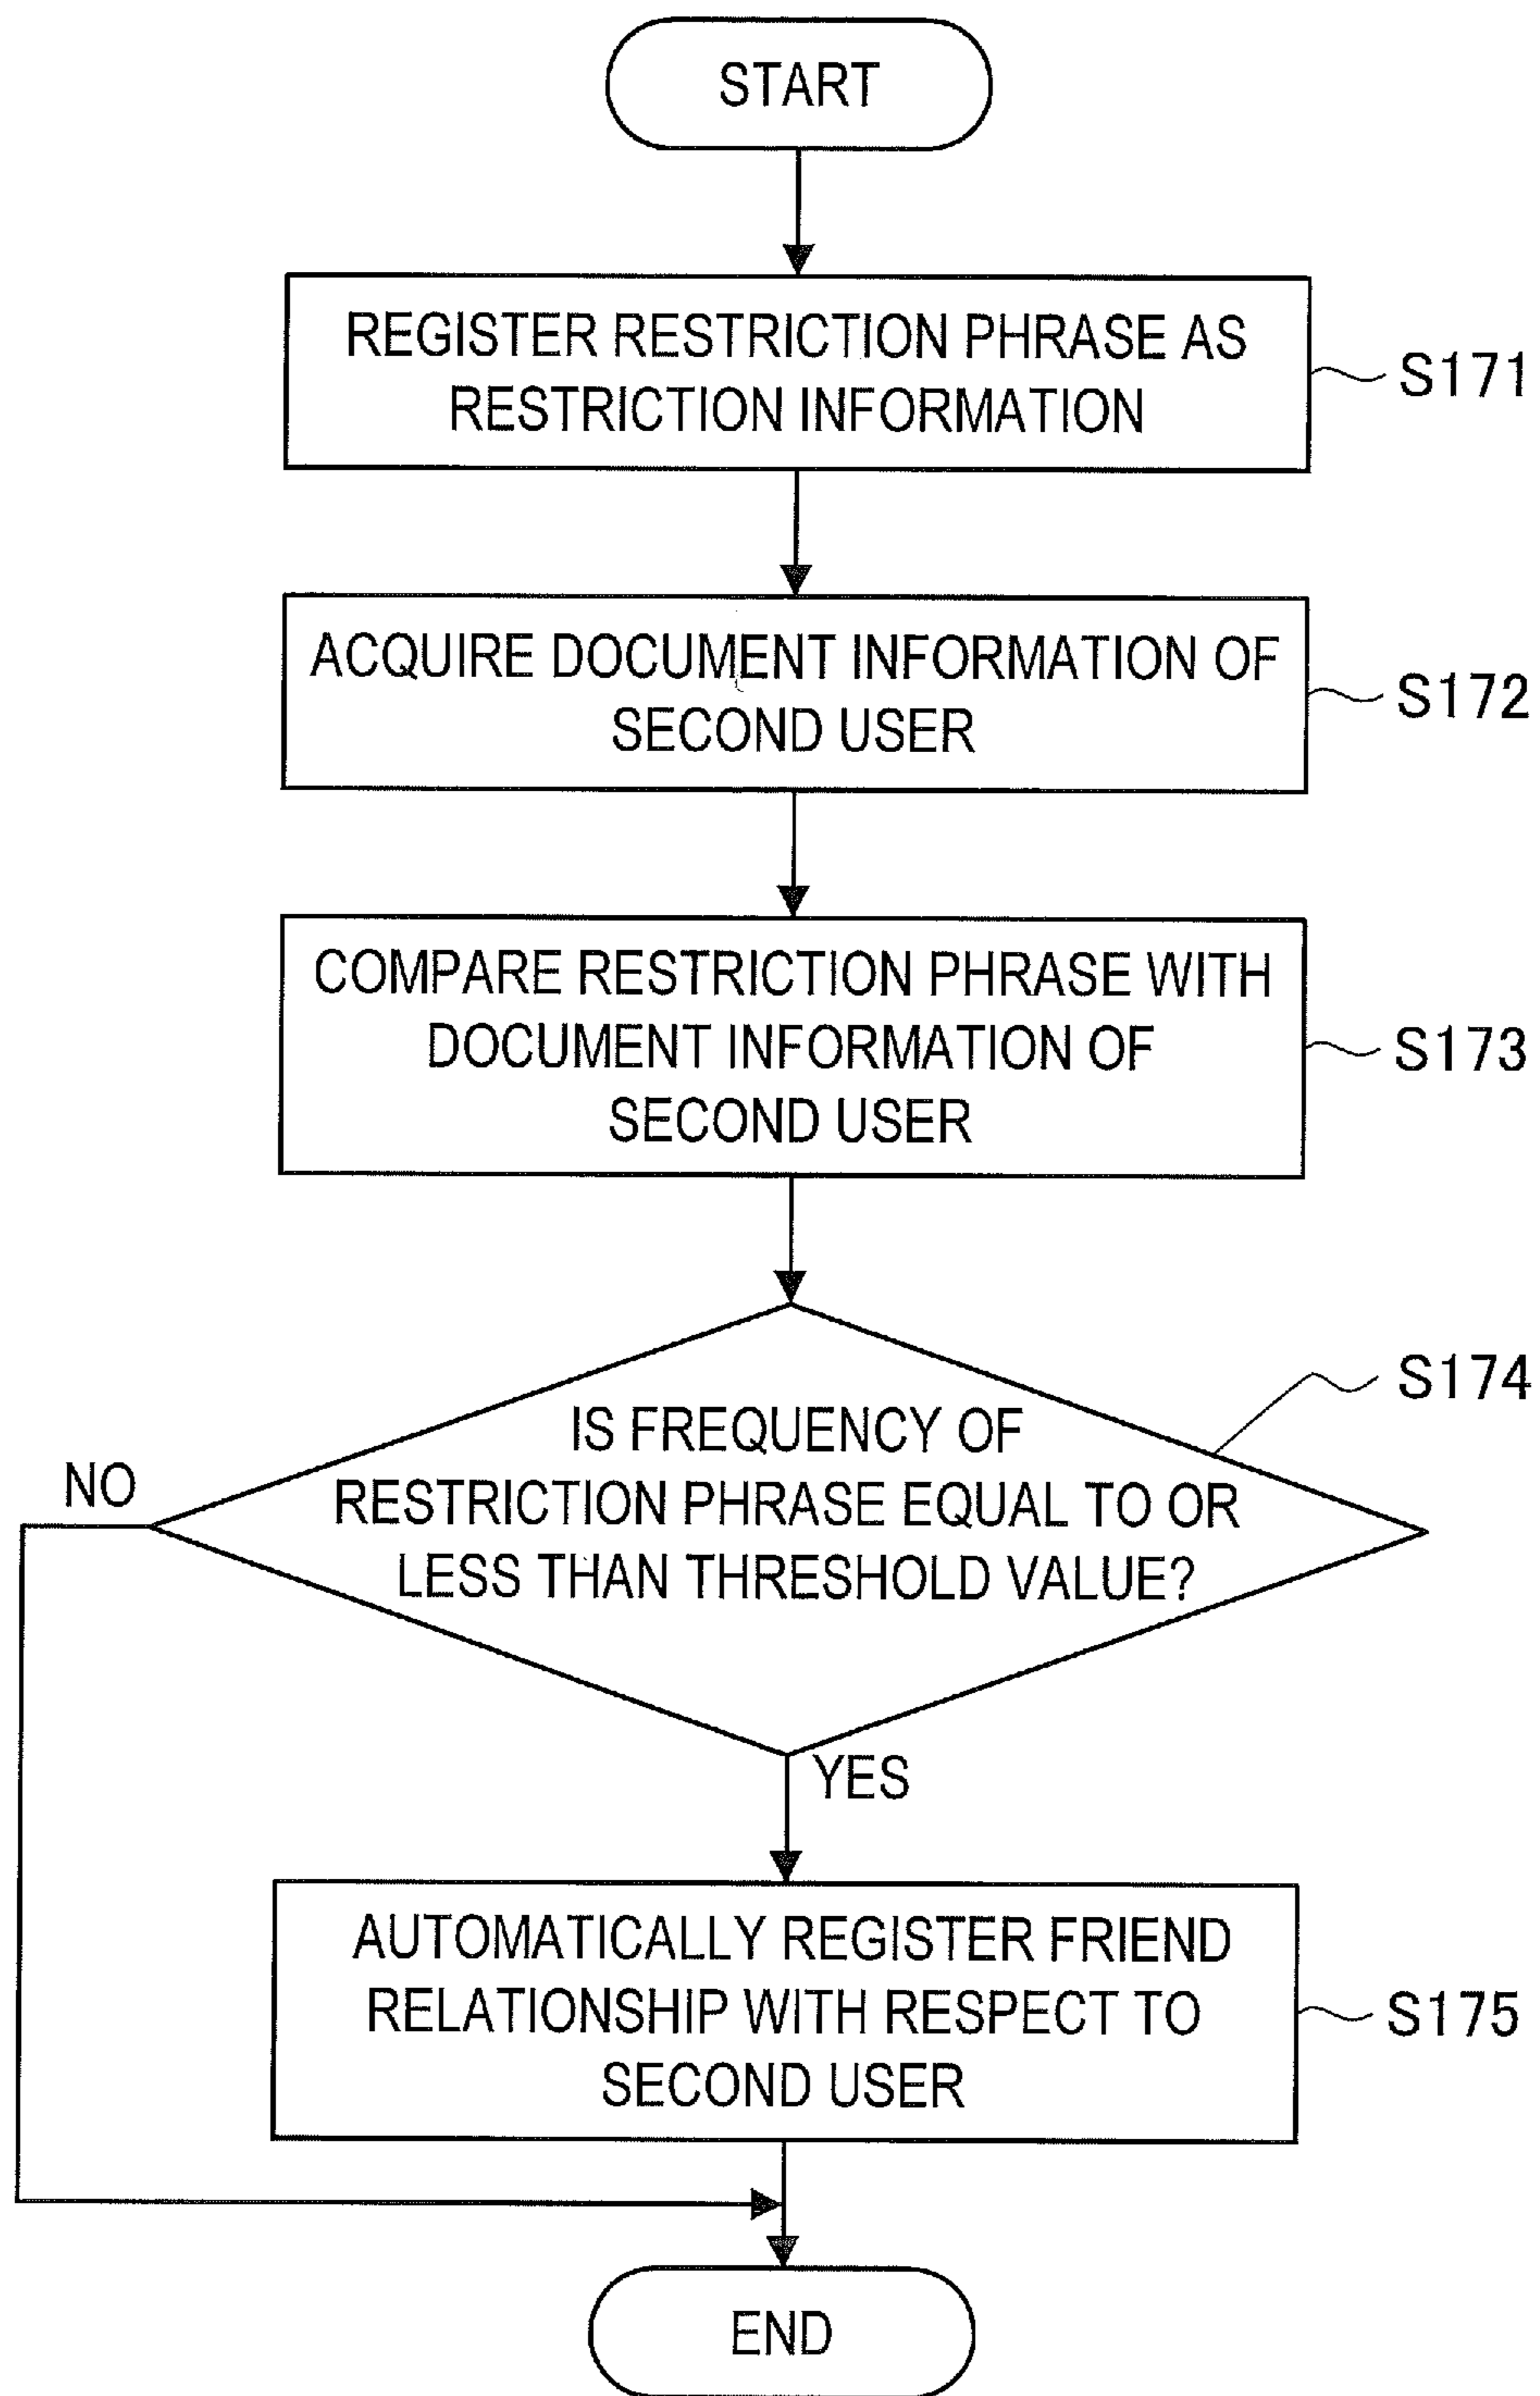 START
REGISTER RESTRICTION PHRASE AS
RESTRICTION INFORMATION
S171
ACQUIRE DOCUMENT INFORMATION OF
SECOND USER
S172
COMPARE RESTRICTION PHRASE WITH
DOCUMENT INFORMATION OF
SECOND USER
S173
S174
IS FREQUENCY OF
RESTRICTION PHRASE EQUAL TO OR
LESS THAN THRESHOLD VALUE?
NO
YES
AUTOMATICALLY REGISTER FRIEND
RELATIONSHIP WITH RESPECT TO
SECOND USER
S175
END